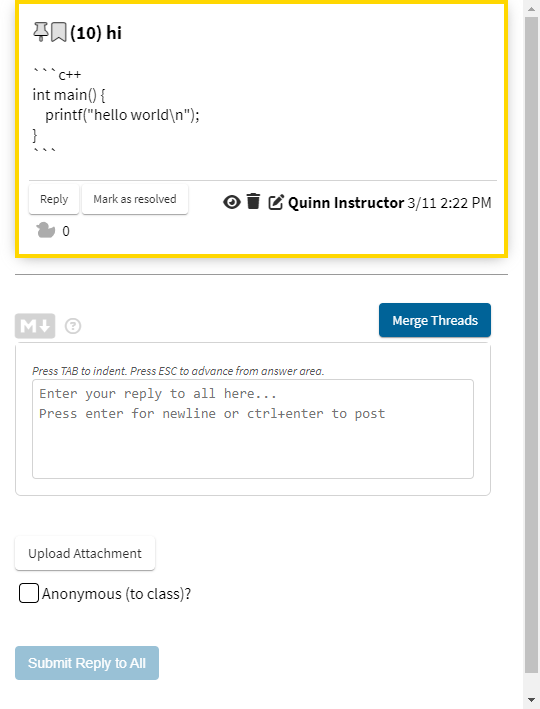 (10) hi
```c++
int main() {
    printf("hello world\n");
}
```
Reply
Mark as resolved
Quinn Instructor 3/11 2:22 PM
0
Merge Threads
M
?
Press TAB to indent. Press ESC to advance from answer area.
Enter your reply to all here...
Press enter for newline or ctrl+enter to post
Upload Attachment
Anonymous (to class)?
Submit Reply to All